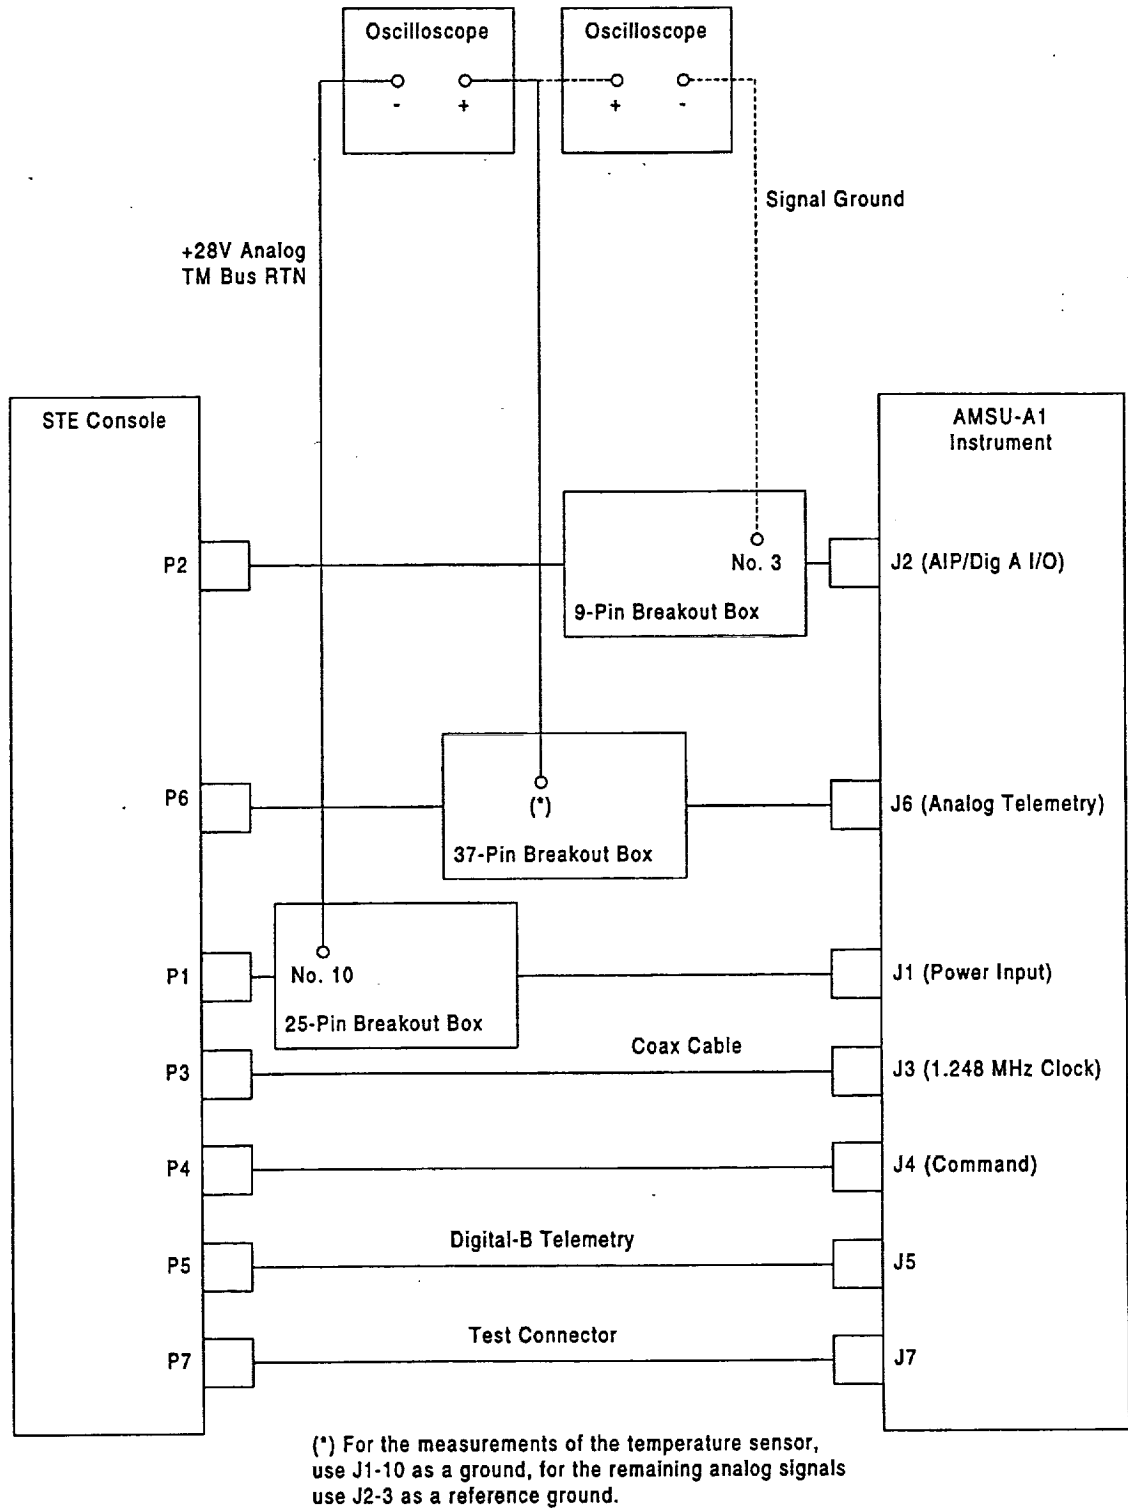 Oscilloscope
Oscilloscope
- +
+ -
Signal Ground
+28V Analog
TM Bus RTN
STE Console
AMSU-A1
Instrument
P2
No. 3
J2 (AIP/Dig A I/O)
9-Pin Breakout Box
P6
(*)
J6 (Analog Telemetry)
37-Pin Breakout Box
P1
No. 10
J1 (Power Input)
25-Pin Breakout Box
Coax Cable
P3
J3 (1.248 MHz Clock)
P4
J4 (Command)
Digital-B Telemetry
P5
J5
Test Connector
P7
J7
(*) For the measurements of the temperature sensor,
use J1-10 as a ground, for the remaining analog signals
use J2-3 as a reference ground.